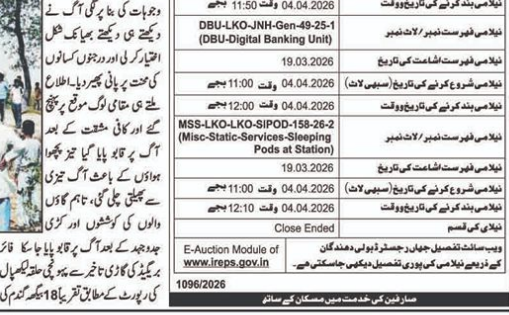 وجوہات کی بنا پر لگی آگ نے
دیکھتے ہی دیکھتے بھیانک شکل
اختیار کر لی اور درجنوں کسانوں
کی محنت پر پانی پھیر دیا۔ اطلاع
ملتے ہی مقامی لوگ موقع پر پہنچ
گئے اور کافی مشقت کے بعد
آگ پر قابو پایا گیا تیز پچھوا
ہواؤں کے باعث آگ تیزی
سے پھیلتی چلی گئی، تاہم گاؤں
والوں کی کوششوں اور کڑی
جدوجہد کے بعد آگ پر قابو پایا جا سکا فائر
بریگیڈ کی گاڑی تاخیر سے پہونچی حلقہ لیکھپال
کی رپورٹ کے مطابق تقریباً 18 بیگھہ گندم کی
نیلامی بند کرنے کی تاریخ و وقت 04.04.2026 وقت 11:50 بجے
نیلامی فہرست نمبر/لاٹ نمبر DBU-LKO-JNH-Gen-49-25-1
(DBU-Digital Banking Unit)
نیلامی فہرست اشاعت کی تاریخ 19.03.2026
نیلامی شروع کرنے کی تاریخ (سبھی لاٹ) 04.04.2026 وقت 11:00 بجے
نیلامی بند کرنے کی تاریخ و وقت 04.04.2026 وقت 12:00 بجے
نیلامی فہرست نمبر/لاٹ نمبر MSS-LKO-LKO-SIPOD-158-26-2
(Misc-Static-Services-Sleeping
Pods at Station)
نیلامی فہرست اشاعت کی تاریخ 19.03.2026
نیلامی شروع کرنے کی تاریخ (سبھی لاٹ) 04.04.2026 وقت 11:00 بجے
نیلامی بند کرنے کی تاریخ و وقت 04.04.2026 وقت 12:10 بجے
نیلای کی قسم Close Ended
ویب سائٹ تفصیل جہاں رجسٹرڈ بولی دہندگان E-Auction Module of
کے ذریعے نیلامی کی پوری تفصیل دیکھی جا سکتی ہے۔ www.ireps.gov.in
1096/2026
صارفین کی خدمت میں مسکان کے ساتھ